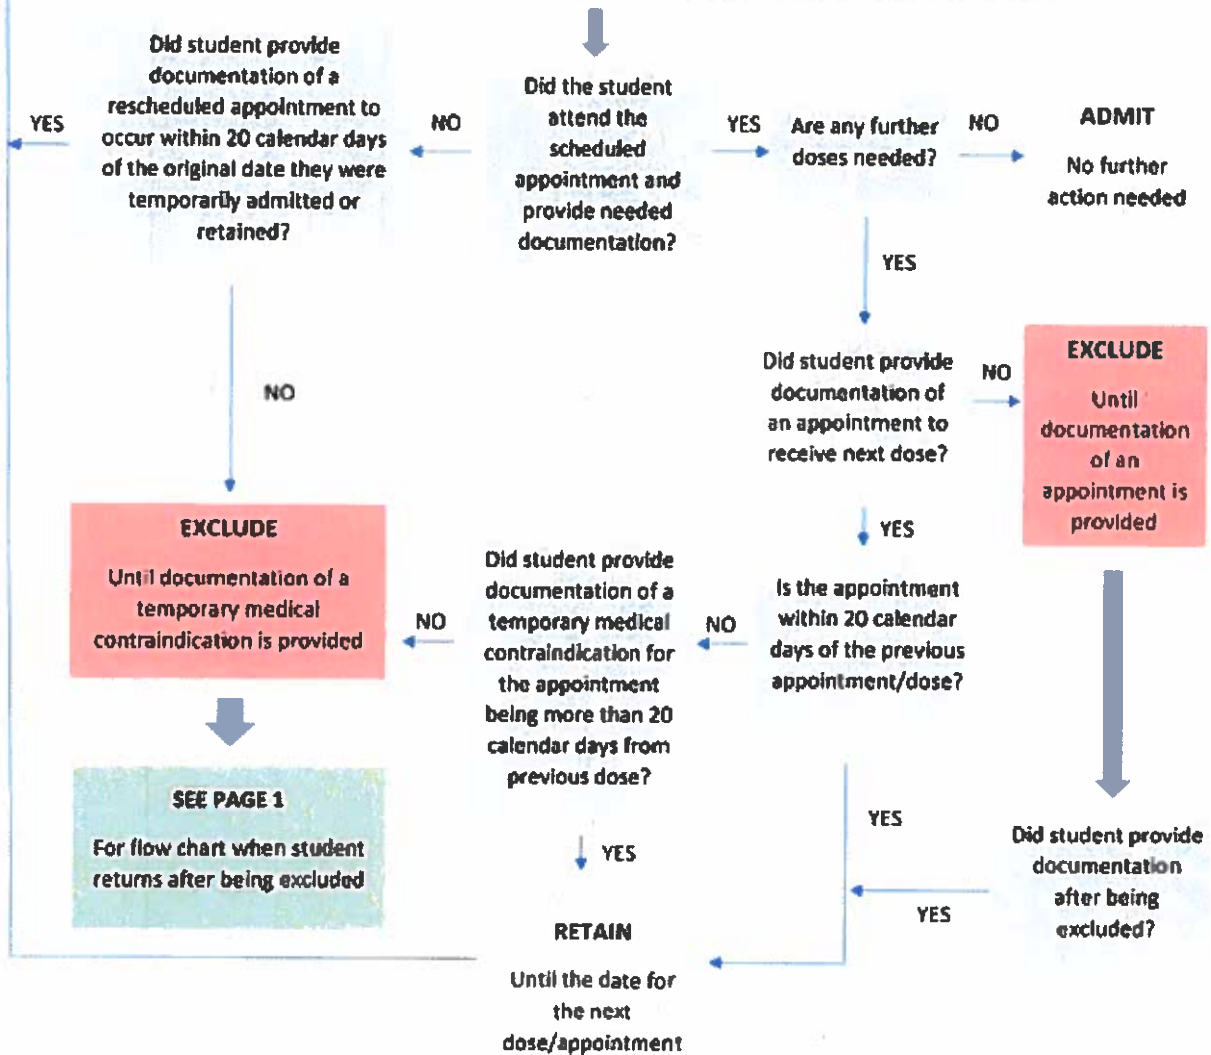 Did student provide
documentation of a
rescheduled appointment to
occur within 20 calendar days
of the original date they were
temporarily admitted or
retained?
YES
NO
Did the student
attend the
scheduled
appointment and
provide needed
documentation?
YES
Are any further
doses needed?
NO
ADMIT
No further
action needed
YES
NO
Did student provide
documentation of
an appointment to
receive next dose?
NO
EXCLUDE
Until
documentation
of an
appointment is
provided
YES
EXCLUDE
Until documentation of a
temporary medical
contraindication is provided
NO
Did student provide
documentation of a
temporary medical
contraindication for
the appointment
being more than 20
calendar days from
previous dose?
NO
Is the appointment
within 20 calendar
days of the previous
appointment/dose?
SEE PAGE 1
For flow chart when student
returns after being excluded
YES
YES
YES
Did student provide
documentation
after being
excluded?
RETAIN
Until the date for
the next
dose/appointment